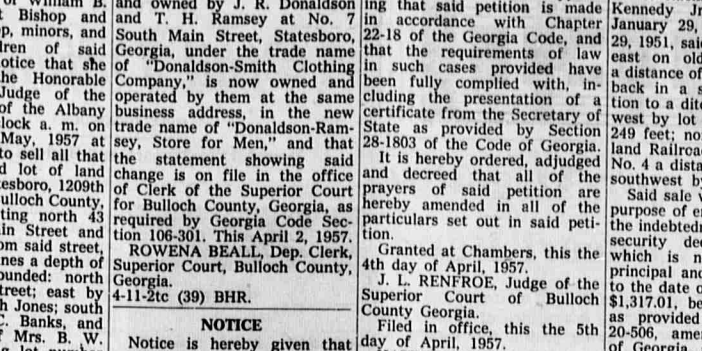 Bishop and
p, minors, and
dren of said
otice that she
the Honorable
Judge of the
of the Albany
lock a. m. on
May, 1957 at
to sell all that
d lot of land
tesboro, 1209th
ulloch County,
ting north 43
in Street and
om said street,
nes a depth of
ounded: north
treet; east by
h Jones; south
C. Banks, and
Mrs. B. W.
and owned by J. R. Donaldson
and T. H. Ramsey at No. 7
South Main Street, Statesboro,
Georgia, under the trade name
of "Donaldson-Smith Clothing
Company," is now owned and
operated by them at the same
business address, in the new
trade name of "Donaldson-Ram-
sey, Store for Men," and that
the statement showing said
change is on file in the office
of Clerk of the Superior Court
for Bulloch County, Georgia, as
required by Georgia Code Sec-
tion 106-301. This April 2, 1957.
ROWENA BEALL, Dep. Clerk,
Superior Court, Bulloch County,
Georgia.
4-11-2tc (39) BHR.
NOTICE
Notice is hereby given that
ing that said petition is made
in accordance with Chapter
22-18 of the Georgia Code, and
that the requirements of law
in such cases provided have
been fully complied with, in-
cluding the presentation of a
certificate from the Secretary of
State as provided by Section
28-1803 of the Code of Georgia.
It is hereby ordered, adjudged
and decreed that all of the
prayers of said petition are
hereby amended in all of the
particulars set out in said peti-
tion.
Granted at Chambers, this the
4th day of April, 1957.
J. L. RENFROE, Judge of the
Superior Court of Bulloch
County Georgia.
Filed in office, this the 5th
day of April, 1957.
Kennedy
January 29,
29, 1951, said
east on old
a distance of
back in a s
tion to a dit
west by lot
249 feet; no
land Railroa
No. 4 a dista
southwest by
Said sale
purpose of e
the indebtedn
security de
which is n
principal and
to the date o
$1,317.01, be
as provided
20-506, ame
of Georgia